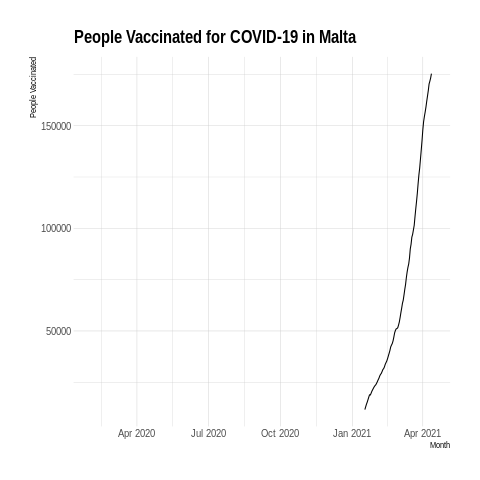 People Vaccinated for COVID-19 in Malta
People Vaccinated
150000
100000
50000
Apr 2020 Jul 2020 Oct 2020 Jan 2021 Apr 2021
Month